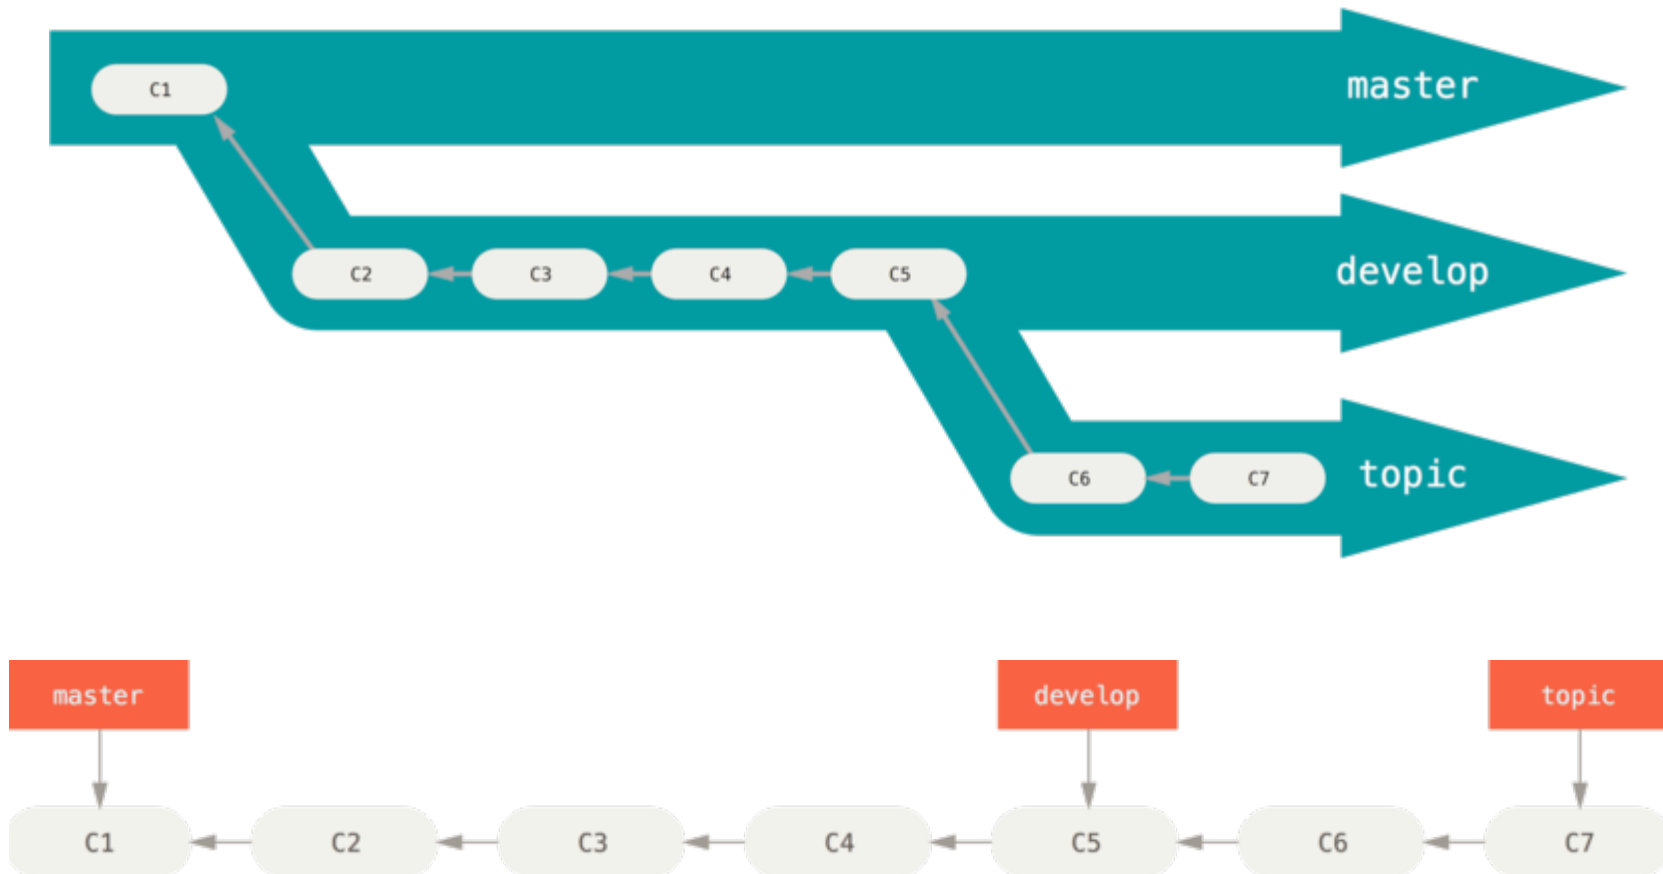 C1
master
C2 C3 C4 C5
develop
C6 C7
topic
master develop topic
C1 C2 C3 C4 C5 C6 C7